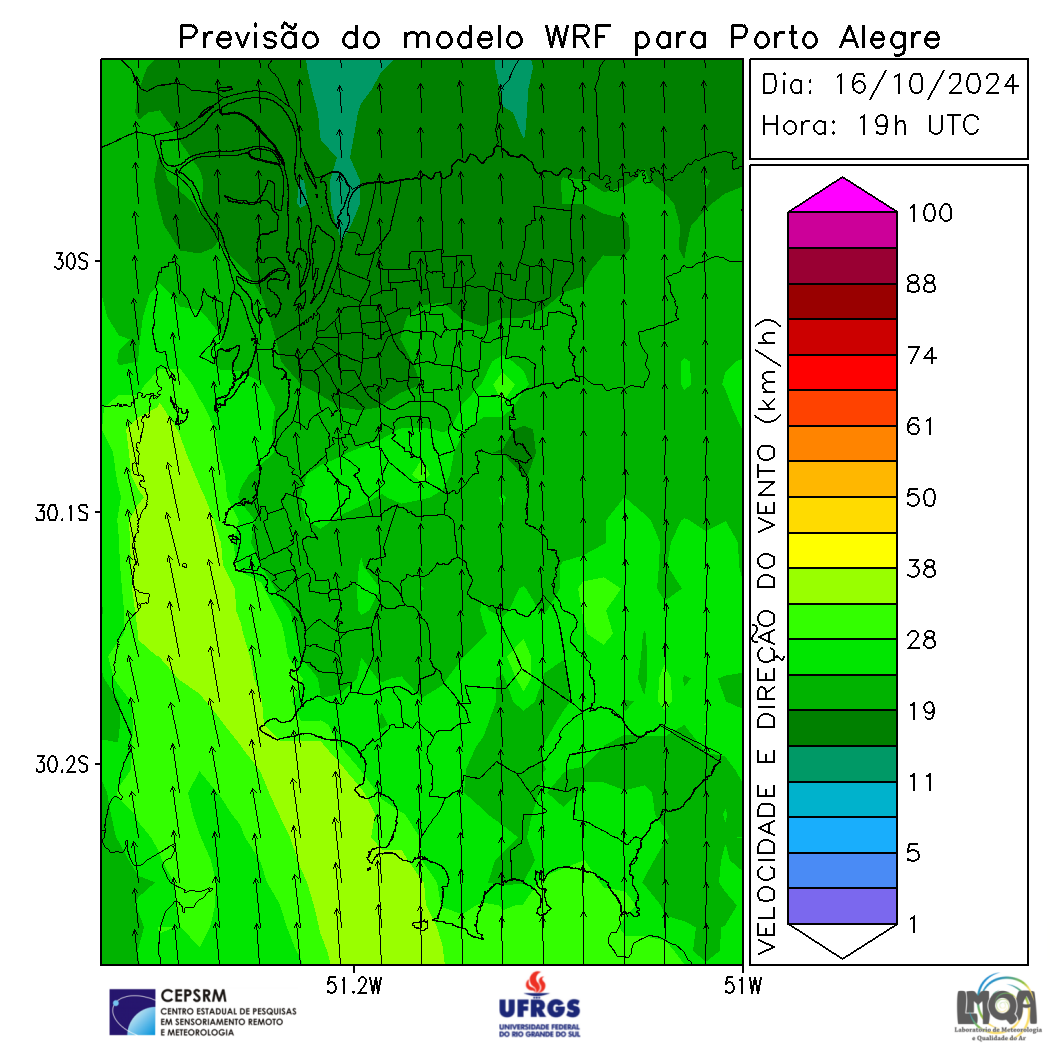 Previsão do modelo WRF para Porto Alegre
Dia: 16/10/2024
Hora: 19h UTC
30S
30.1S
30.2S
51.2W
51W
VELOCIDADE E DIREÇÃO DO VENTO (km/h)
100
88
74
61
50
38
28
19
11
5
1
CEPSRM
CENTRO ESTADUAL DE PESQUISAS
EM SENSORIAMENTO REMOTO
E METEOROLOGIA
UFRGS
UNIVERSIDADE FEDERAL
DO RIO GRANDE DO SUL
LMQA
Laboratório de Meteorologia
e Qualidade do Ar